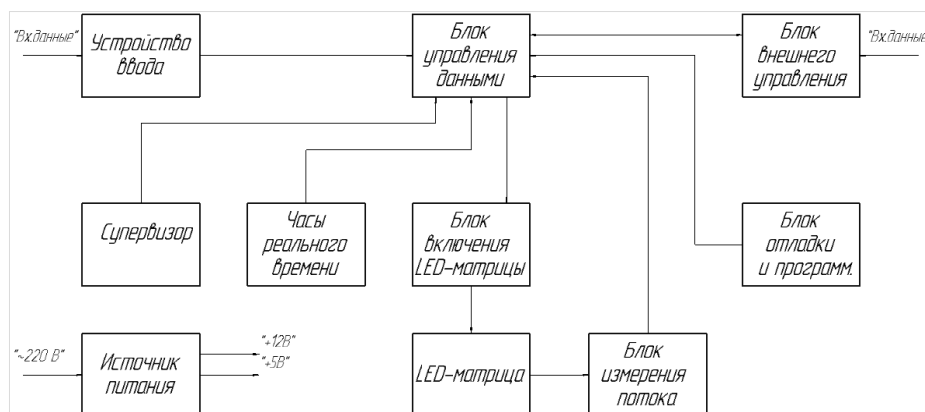 "Вх.данные"
Устройство
ввода
Блок
управления
данными
Блок
внешнего
управления
"Вх.данные"
Супервизор
Часы
реального
времени
Блок
включения
LED-матрицы
Блок
отладки
и программ.
"~220 В"
Источник
питания
"+12В"
"+5В"
LED-матрица
Блок
измерения
потока